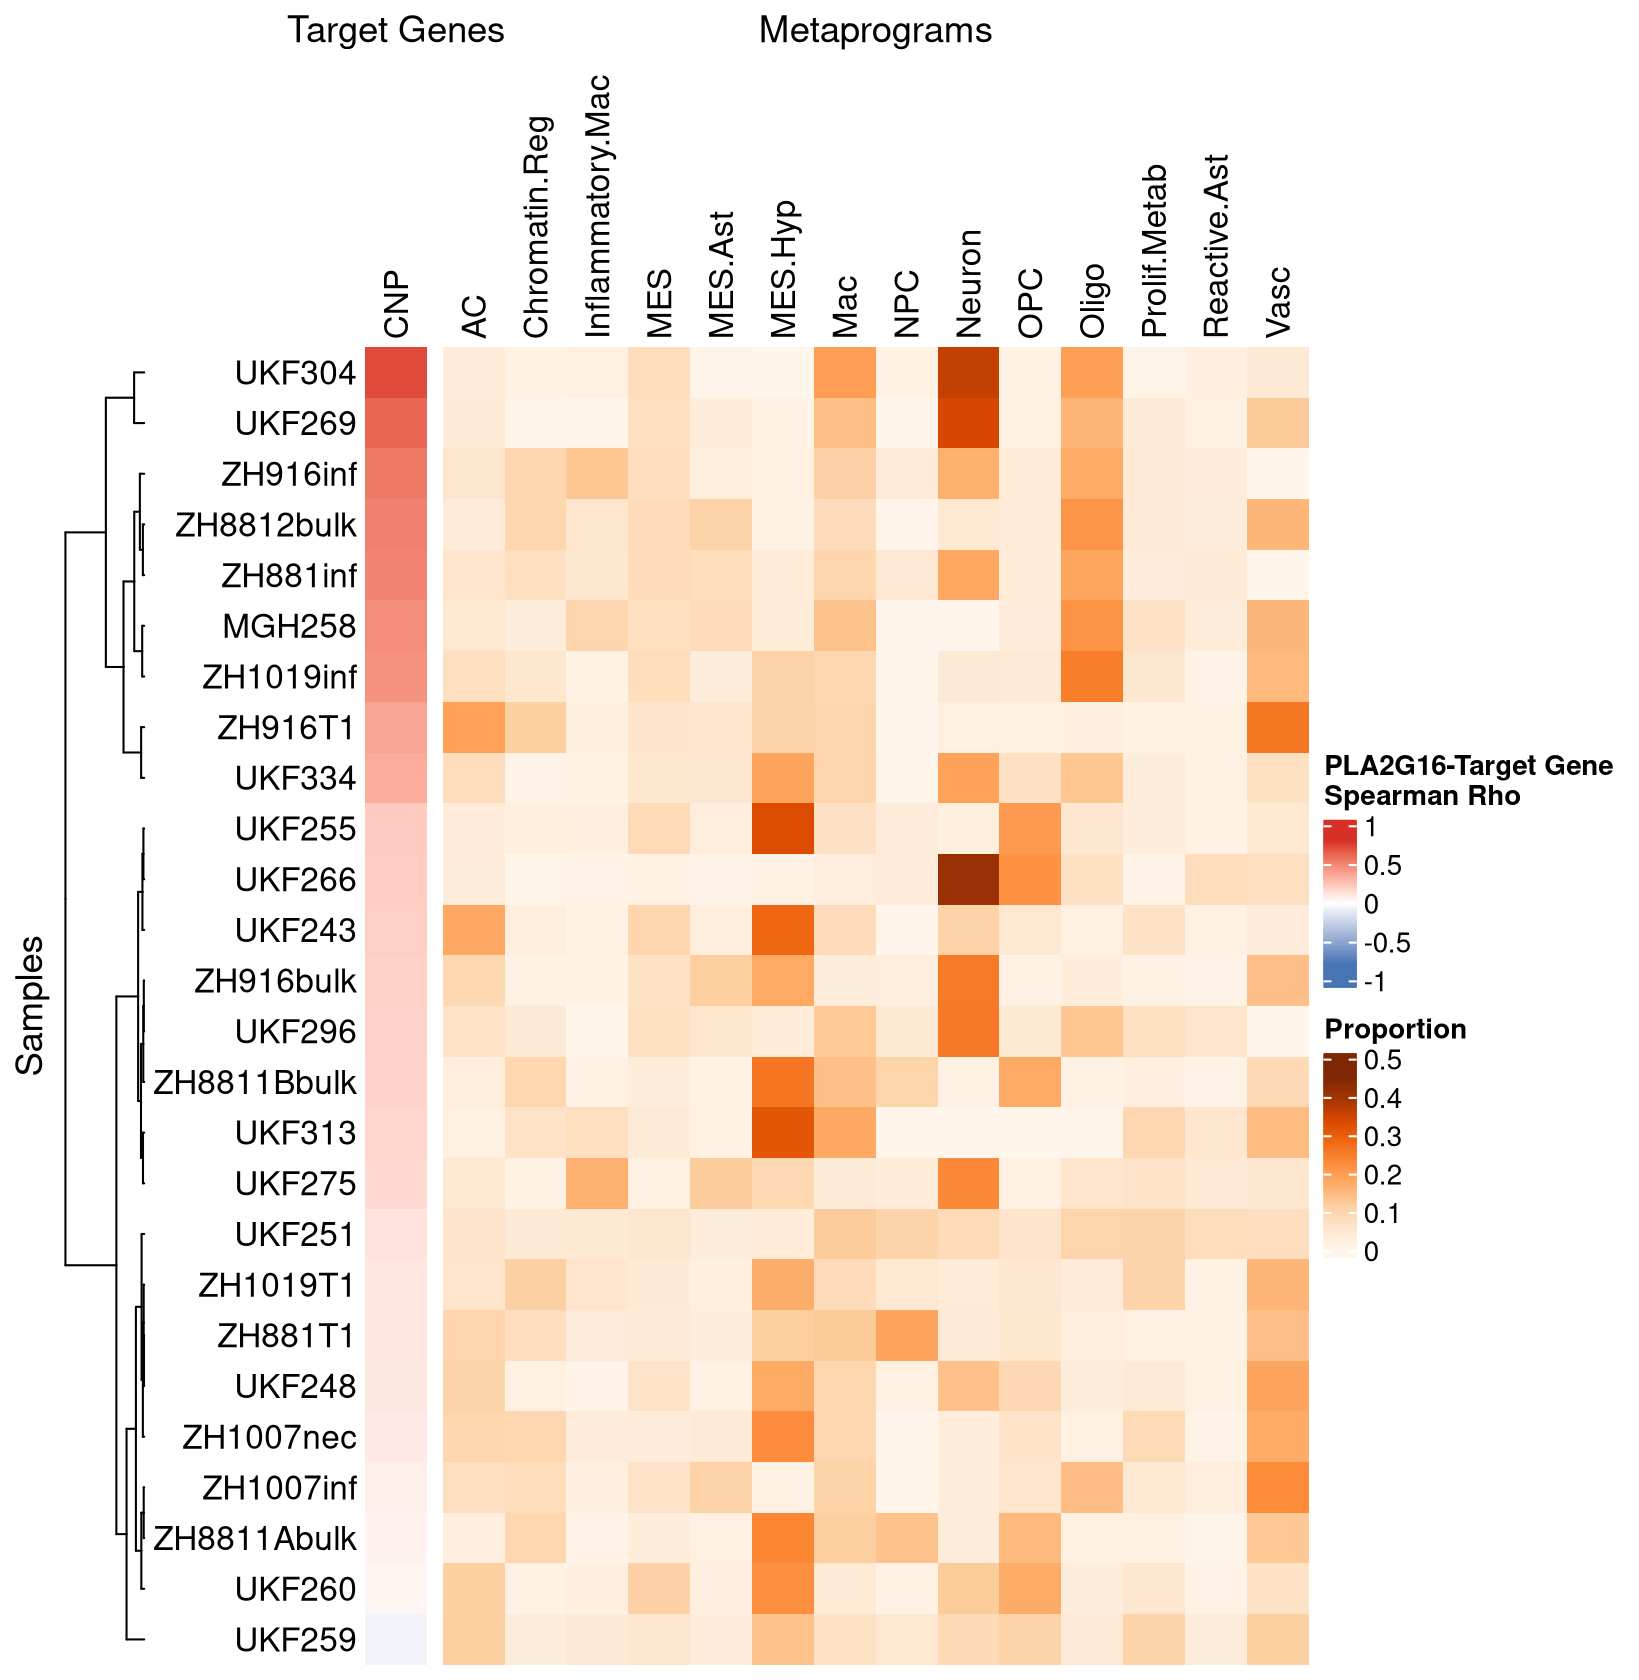 Target Genes
Metaprograms
CNP
AC
Chromatin.Reg
Inflammatory.Mac
MES
MES.Ast
MES.Hyp
Mac
NPC
Neuron
OPC
Oligo
Prolif.Metab
Reactive.Ast
Vasc
Samples
UKF304
UKF269
ZH916inf
ZH8812bulk
ZH881inf
MGH258
ZH1019inf
ZH916T1
UKF334
UKF255
UKF266
UKF243
ZH916bulk
UKF296
ZH8811Bbulk
UKF313
UKF275
UKF251
ZH1019T1
ZH881T1
UKF248
ZH1007nec
ZH1007inf
ZH8811Abulk
UKF260
UKF259
PLA2G16-Target Gene
Spearman Rho
1
0.5
0
-0.5
-1
Proportion
0.5
0.4
0.3
0.2
0.1
0